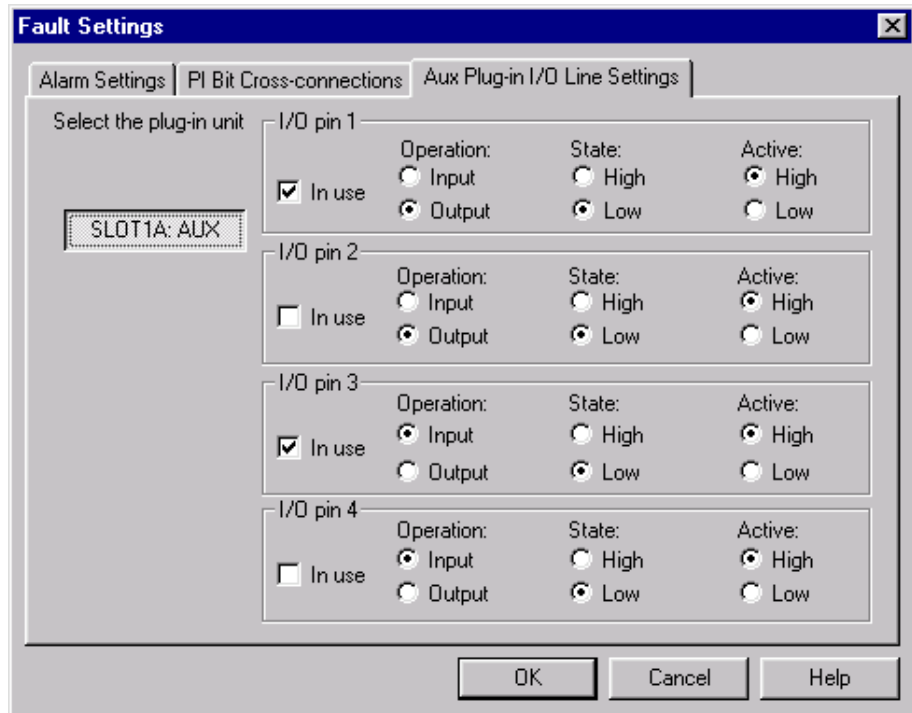 Fault Settings
Alarm Settings
PI Bit Cross-connections
Aux Plug-in I/O Line Settings
Select the plug-in unit
SLOT1A: AUX
I/O pin 1
In use
Operation:
Input
Output
State:
High
Low
Active:
High
Low
I/O pin 2
In use
Operation:
Input
Output
State:
High
Low
Active:
High
Low
I/O pin 3
In use
Operation:
Input
Output
State:
High
Low
Active:
High
Low
I/O pin 4
In use
Operation:
Input
Output
State:
High
Low
Active:
High
Low
OK
Cancel
Help